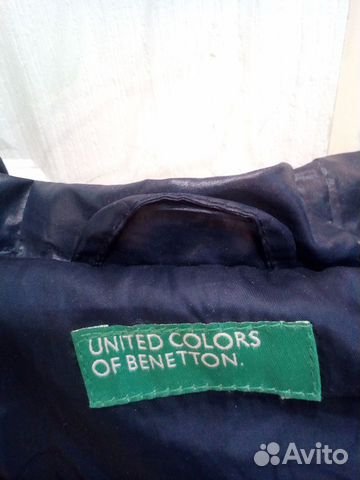 UNITED COLORS
OF BENETTON.
Avito